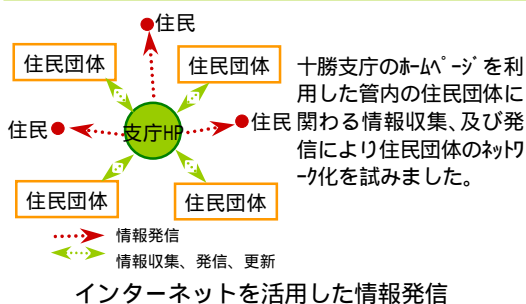 住民
住民団体
住民団体
住民
支庁HP
住民
住民団体
住民団体
情報発信
情報収集、発信、更新
十勝支庁のﾎｰﾑﾍﾟｰｼﾞを利
用した管内の住民団体に
関わる情報収集、及び発
信により住民団体のﾈｯﾄﾜ
ｰｸ化を試みました。
インターネットを活用した情報発信